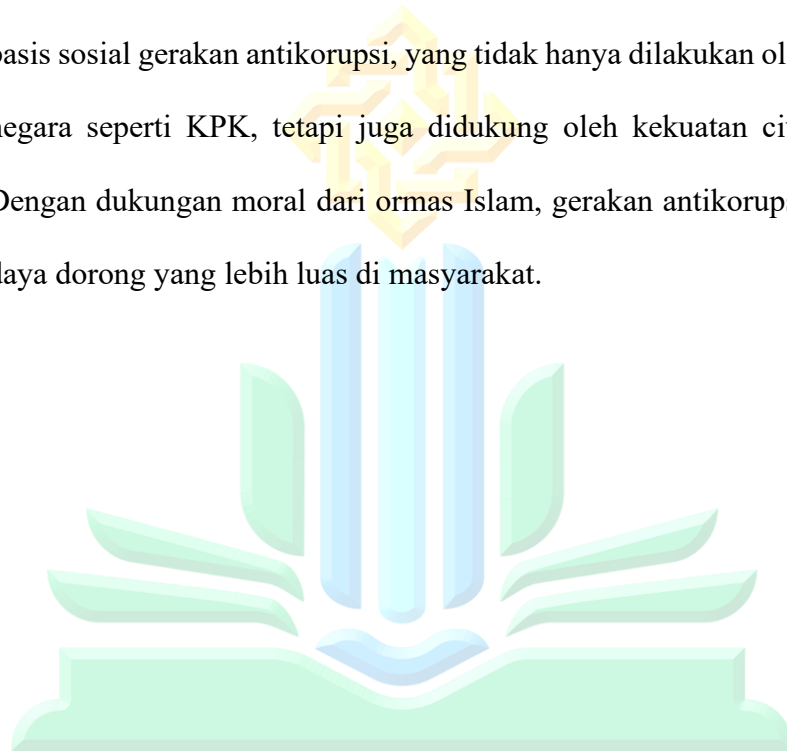 basis sosial gerakan antikorupsi, yang tidak hanya dilakukan ol
negara seperti KPK, tetapi juga didukung oleh kekuatan ci
Dengan dukungan moral dari ormas Islam, gerakan antikorups
daya dorong yang lebih luas di masyarakat.